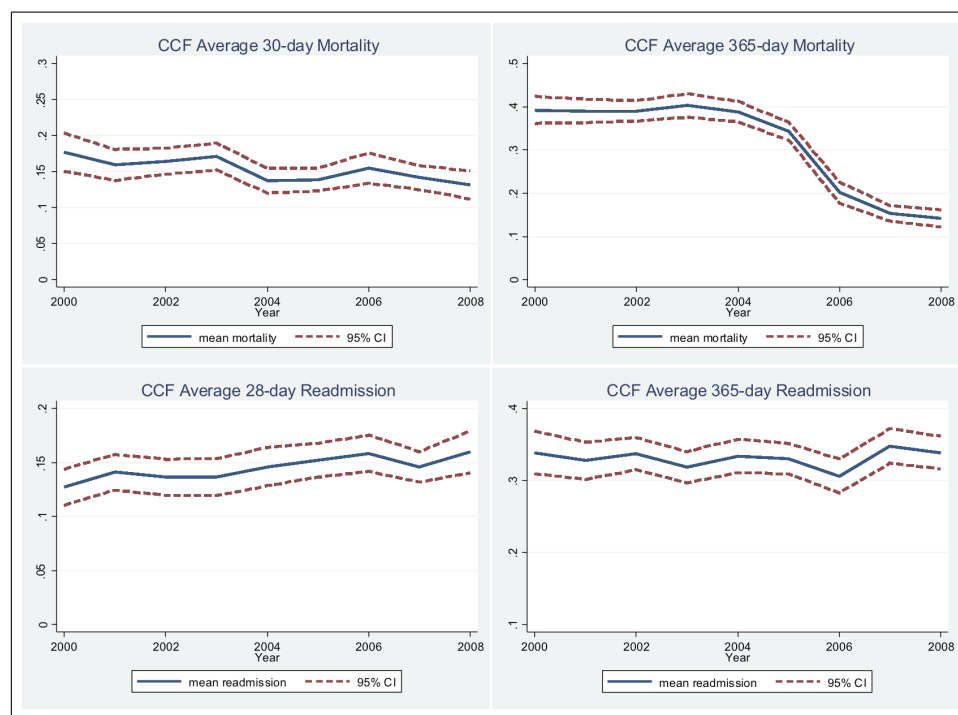 CCF Average 30-day Mortality
.3
.25
.2
.15
.1
.05
0
2000 2002 2004 2006 2008
Year
mean mortality 95% CI
CCF Average 365-day Mortality
.5
.4
.3
.2
.1
0
2000 2002 2004 2006 2008
Year
mean mortality 95% CI
CCF Average 28-day Readmission
.2
.15
.1
.05
0
2000 2002 2004 2006 2008
Year
mean readmission 95% CI
CCF Average 365-day Readmission
.4
.3
.2
.1
2000 2002 2004 2006 2008
Year
mean readmission 95% CI